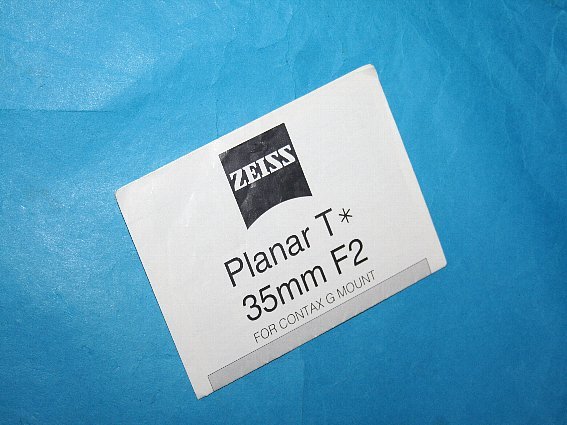 ZEISS
Planar T*
35mm F2
FOR CONTAX G MOUNT